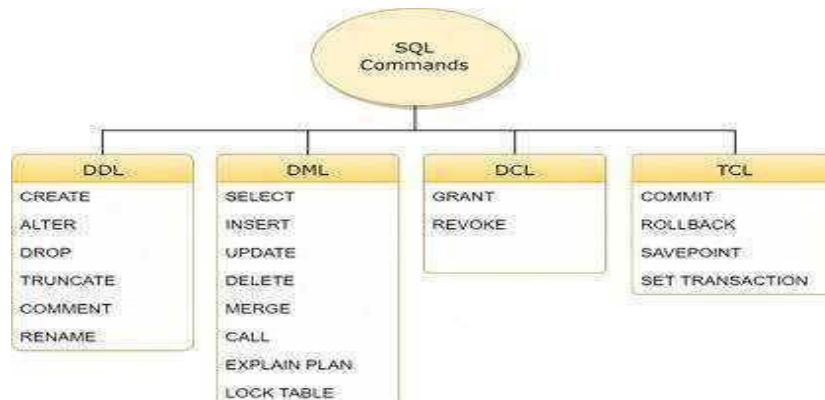 SQL
Commands
DDL
CREATE
ALTER
DROP
TRUNCATE
COMMENT
RENAME
DML
SELECT
INSERT
UPDATE
DELETE
MERGE
CALL
EXPLAIN PLAN
LOCK TABLE
DCL
GRANT
REVOKE
TCL
COMMIT
ROLLBACK
SAVEPOINT
SET TRANSACTION